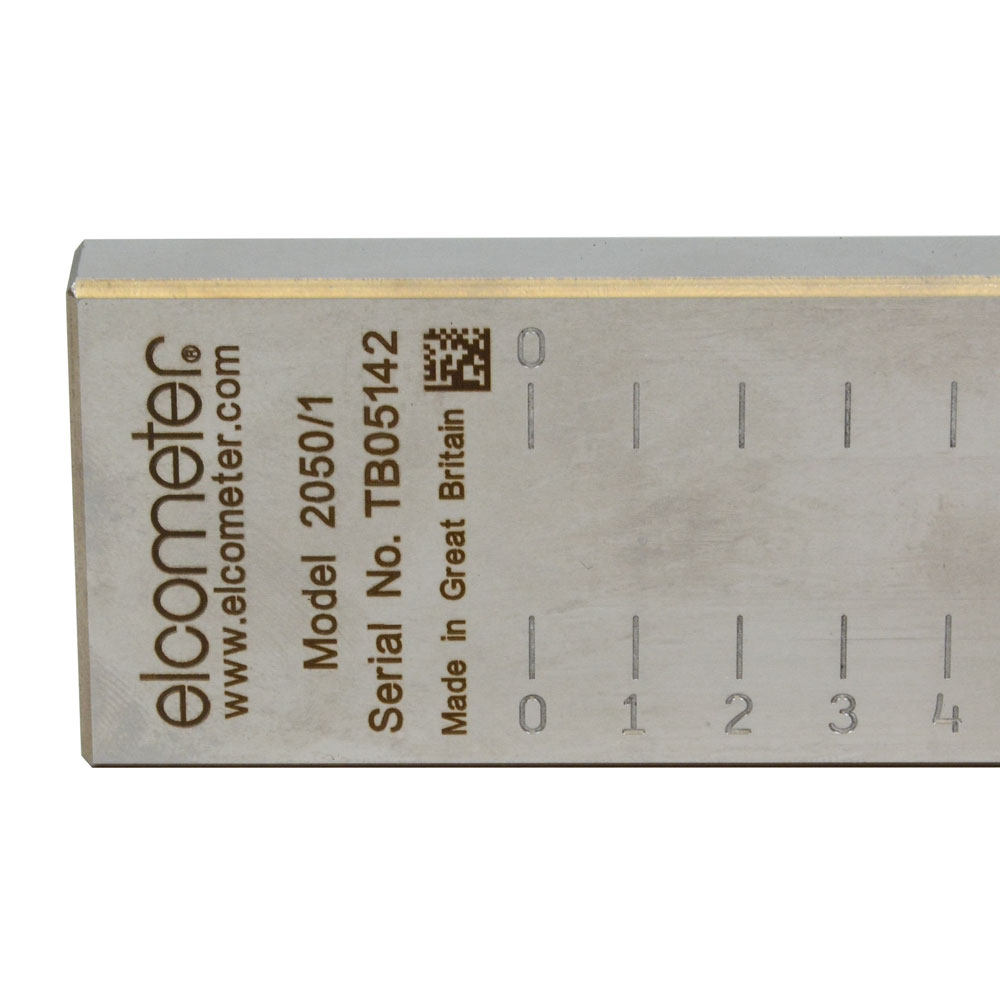 elcometer®
www.elcometer.com
Model 2050/1
Serial No. TB05142
Made in Great Britain
0
0 1 2 3 4